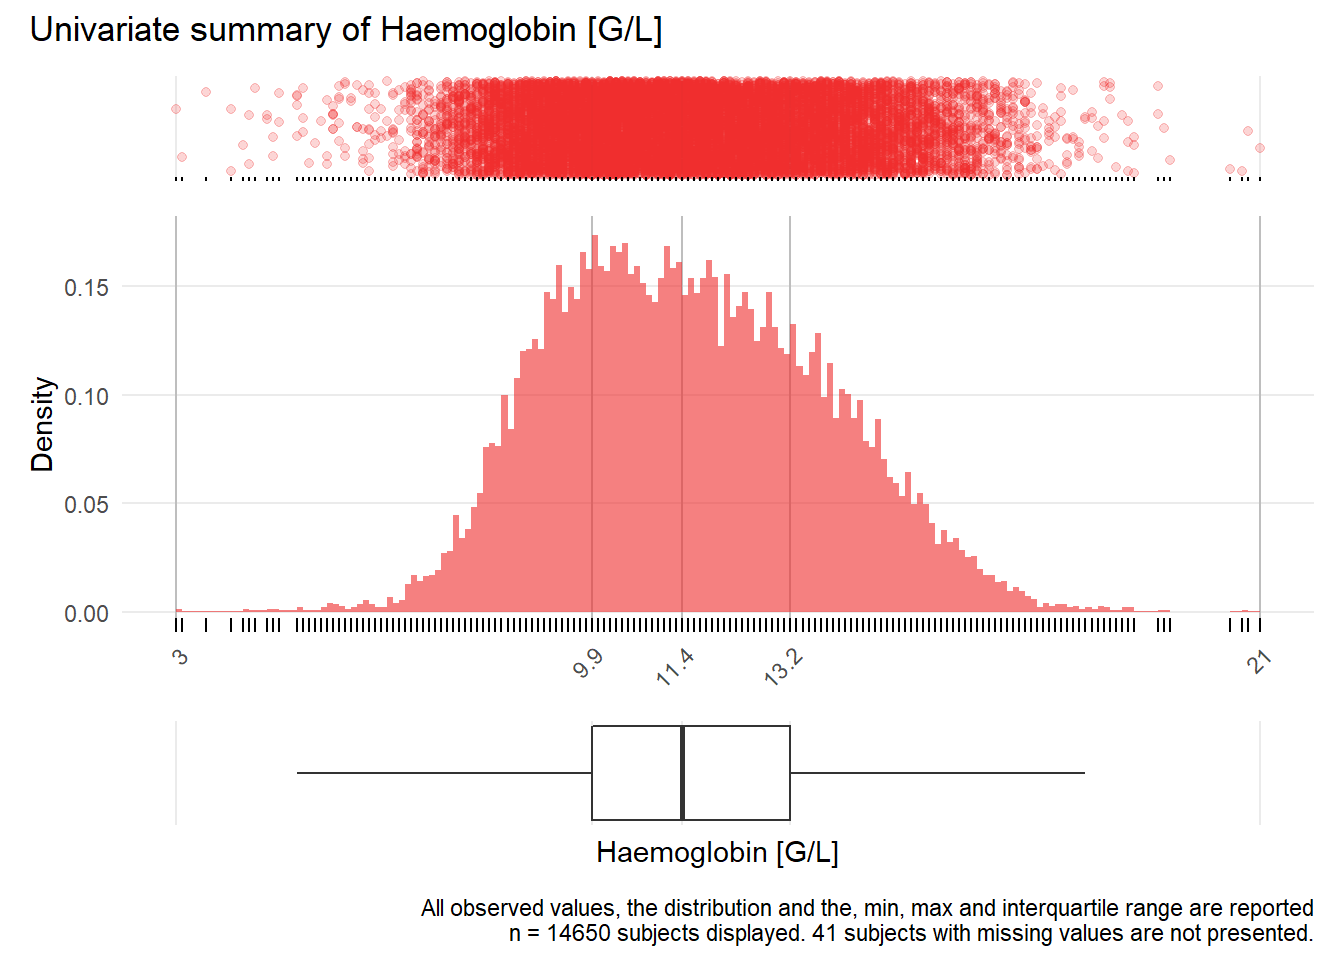 Univariate summary of Haemoglobin [G/L]
Density
0.15
0.10
0.05
0.00
3
9.9
11.4
13.2
21
Haemoglobin [G/L]
All observed values, the distribution and the, min, max and interquartile range are reported
n = 14650 subjects displayed. 41 subjects with missing values are not presented.